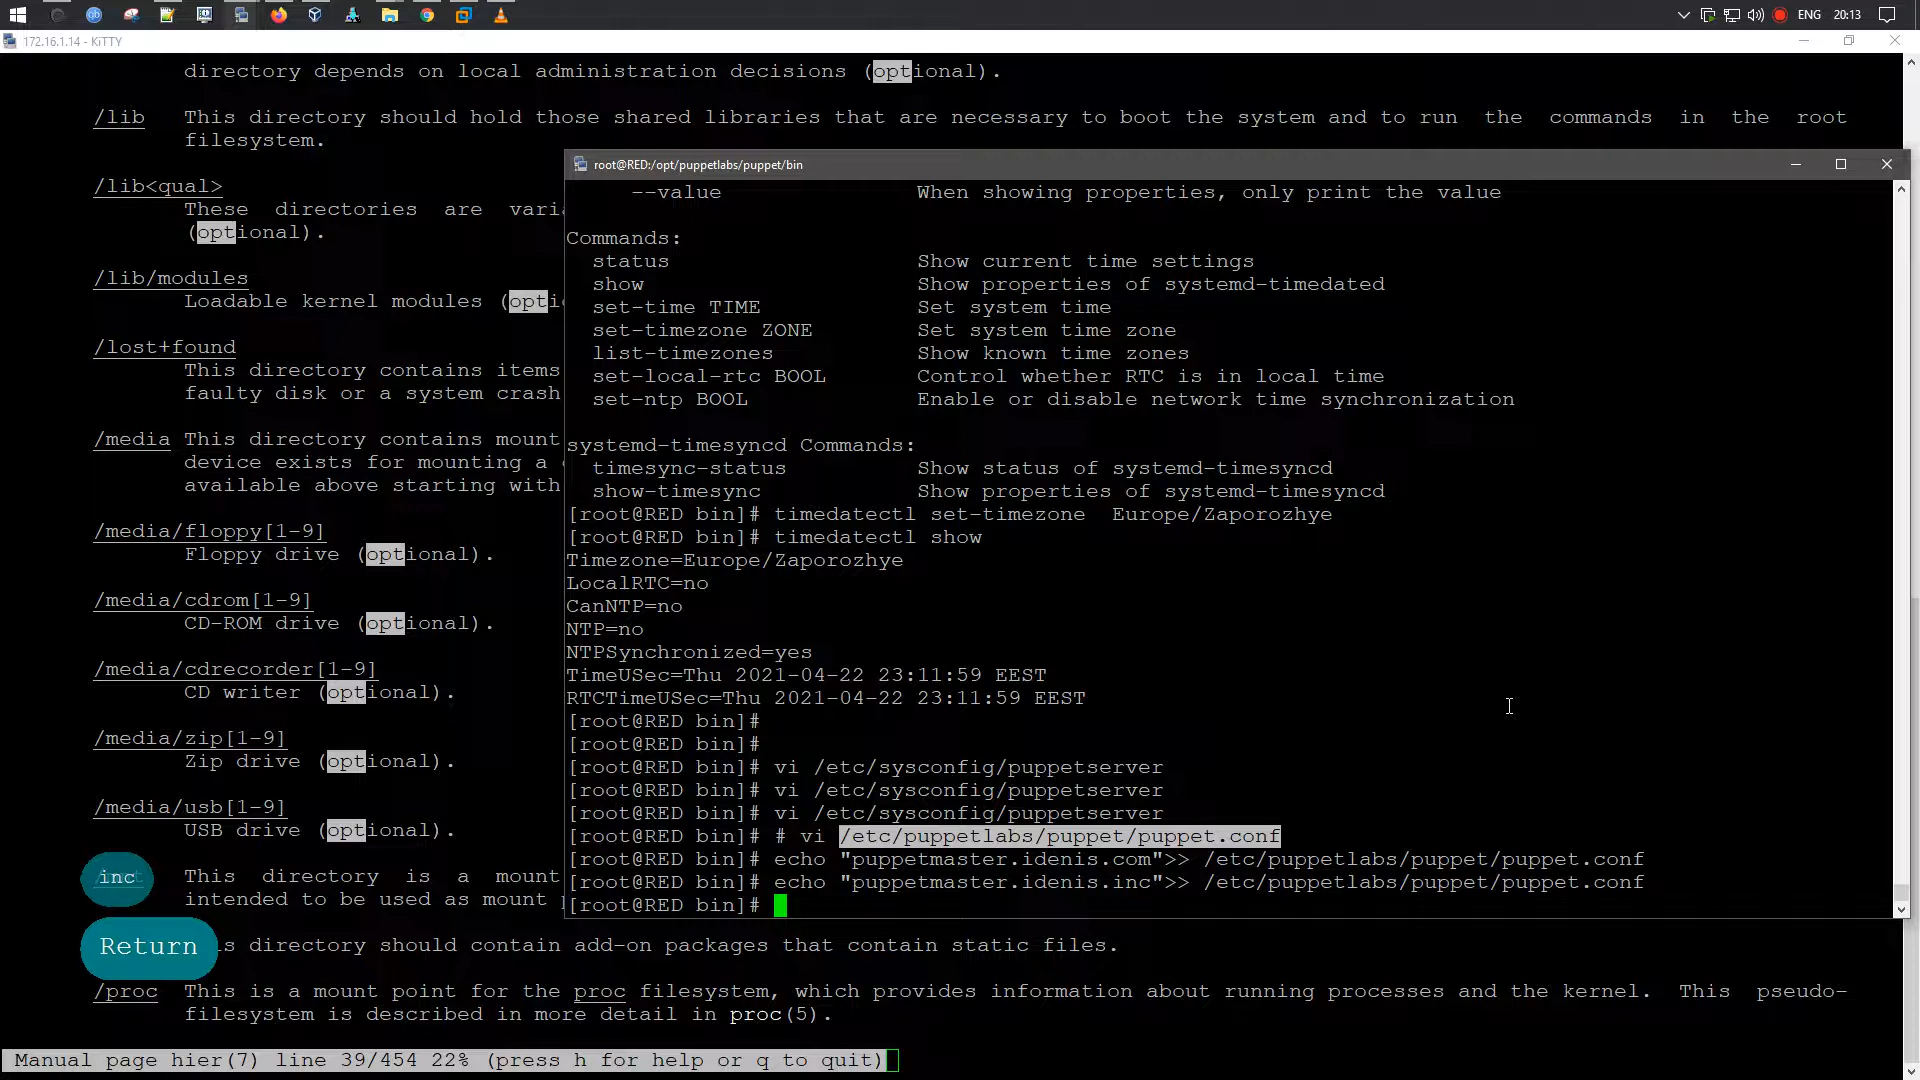 ENG 20:13
172.16.1.14 - KiTTY
directory depends on local administration decisions (optional).
/lib This directory should hold those shared libraries that are necessary to boot the system and to run the commands in the root
filesystem.
/lib<qual>
These directories are vari
(optional).
/lib/modules
Loadable kernel modules (opti
/lost+found
This directory contains items
faulty disk or a system crash
/media This directory contains mount
device exists for mounting a
available above starting with
/media/floppy[1-9]
Floppy drive (optional).
/media/cdrom[1-9]
CD-ROM drive (optional).
/media/cdrecorder[1-9]
CD writer (optional).
/media/zip[1-9]
Zip drive (optional).
/media/usb[1-9]
USB drive (optional).
inc
This directory is a mount
intended to be used as mount
Return
is directory should contain add-on packages that contain static files.
/proc This is a mount point for the proc filesystem, which provides information about running processes and the kernel. This pseudo-
filesystem is described in more detail in proc(5).
Manual page hier(7) line 39/454 22% (press h for help or q to quit)
root@RED:/opt/puppetlabs/puppet/bin
--value When showing properties, only print the value
Commands:
status Show current time settings
show Show properties of systemd-timedated
set-time TIME Set system time
set-timezone ZONE Set system time zone
list-timezones Show known time zones
set-local-rtc BOOL Control whether RTC is in local time
set-ntp BOOL Enable or disable network time synchronization
systemd-timesyncd Commands:
timesync-status Show status of systemd-timesyncd
show-timesync Show properties of systemd-timesyncd
[root@RED bin]# timedatectl set-timezone  Europe/Zaporozhye
[root@RED bin]# timedatectl show
Timezone=Europe/Zaporozhye
LocalRTC=no
CanNTP=no
NTP=no
NTPSynchronized=yes
TimeUSec=Thu 2021-04-22 23:11:59 EEST
RTCTimeUSec=Thu 2021-04-22 23:11:59 EEST
[root@RED bin]#
[root@RED bin]#
[root@RED bin]# vi /etc/sysconfig/puppetserver
[root@RED bin]# vi /etc/sysconfig/puppetserver
[root@RED bin]# vi /etc/sysconfig/puppetserver
[root@RED bin]# # vi /etc/puppetlabs/puppet/puppet.conf
[root@RED bin]# echo "puppetmaster.idenis.com">> /etc/puppetlabs/puppet/puppet.conf
[root@RED bin]# echo "puppetmaster.idenis.inc">> /etc/puppetlabs/puppet/puppet.conf
[root@RED bin]#